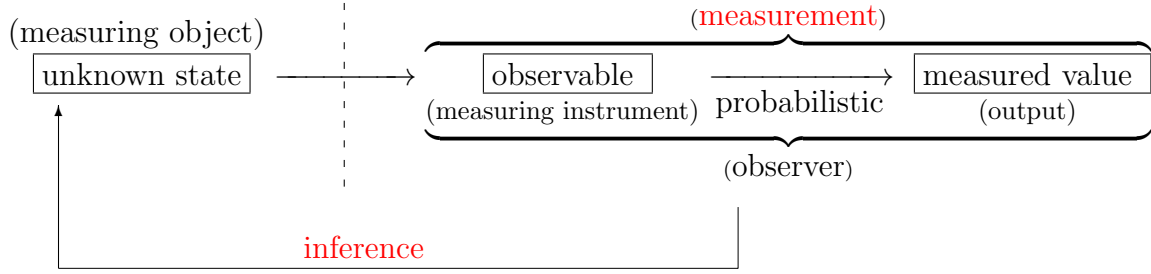 (measurement)
(measuring object)
unknown state
observable
measured value
(measuring instrument)
probabilistic
(output)
(observer)
inference